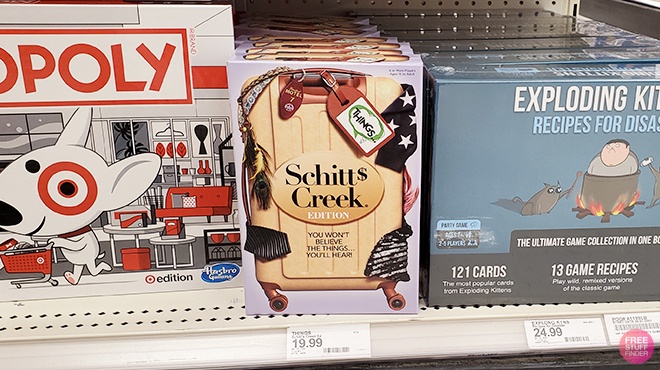 OPOLY
edition
Hasbro
Gaming
MOTEL
7
THINGS
Schitt$
Creek
EDITION
YOU WON'T
BELIEVE
THE THINGS...
YOU'LL HEAR!
EXPLODING KIT
RECIPES FOR DISAS
PARTY GAME
2-5 PLAYERS
THE ULTIMATE GAME COLLECTION IN ONE BO
121 CARDS
The most popular cards
from Exploding Kittens
13 GAME RECIPES
Play wild, remixed versions
of the classic game
THINGS
19.99
EXPLODING KTNS
24.99
FREE
STUFF
FINDER